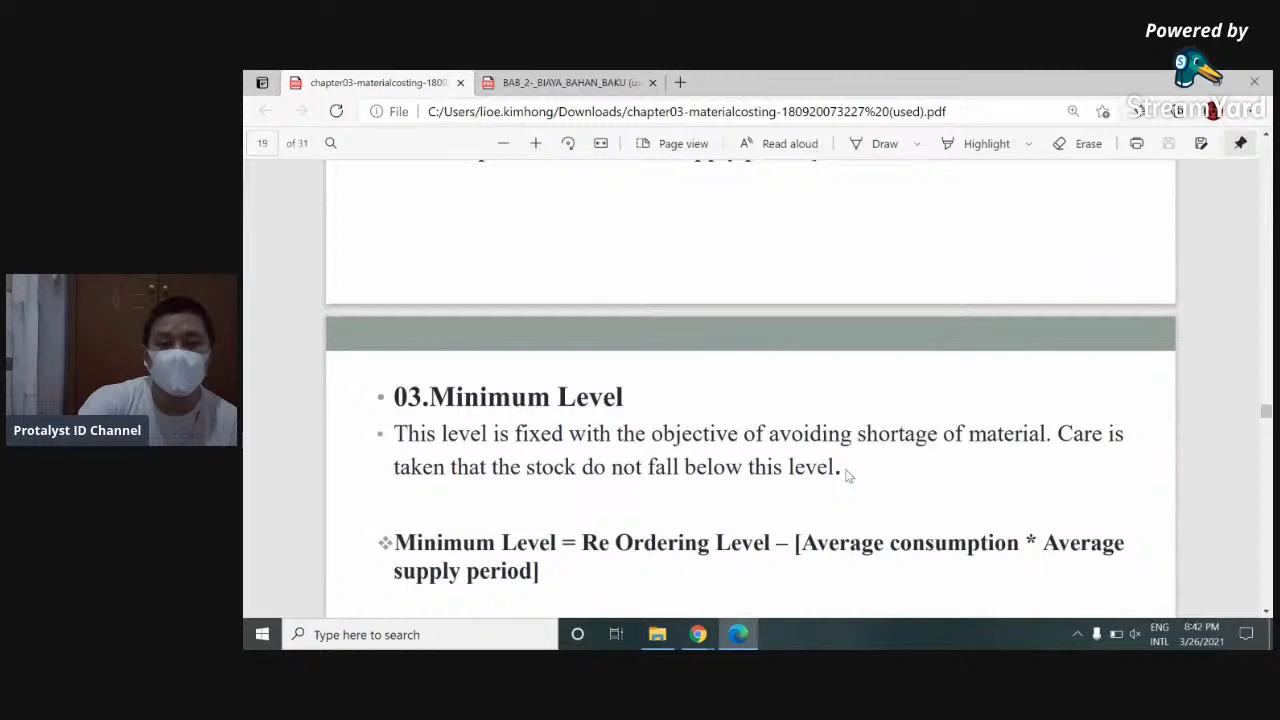 Powered by
StreamYard
chapter03-materialcosting-1809
BAB_2-_BIAYA_BAHAN_BAKU (us
File
C:/Users/lioe.kimhong/Downloads/chapter03-materialcosting-180920073227%20(used).pdf
19 of 31
Page view
Read aloud
Draw
Highlight
Erase
03.Minimum Level
This level is fixed with the objective of avoiding shortage of material. Care is
taken that the stock do not fall below this level.
Minimum Level = Re Ordering Level – [Average consumption * Average
supply period]
Protalyst ID Channel
Type here to search
ENG
INTL
8:42 PM
3/26/2021